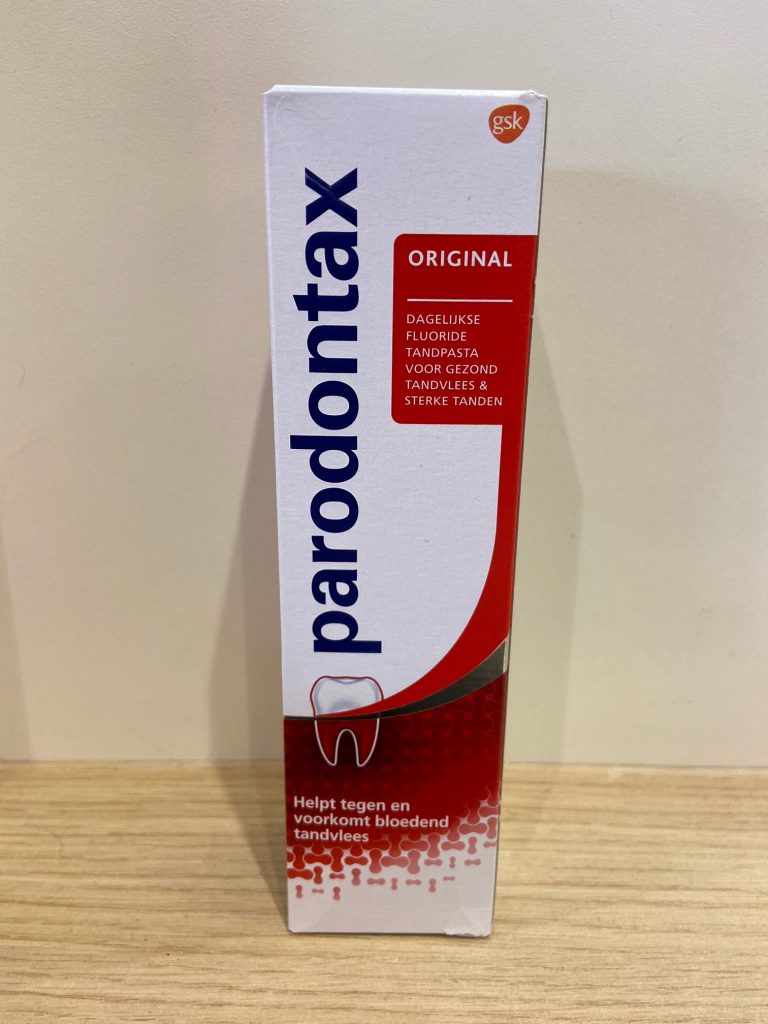 gsk
parodontax
ORIGINAL
DAGELIJKSE
FLUORIDE
TANDPASTA
VOOR GEZOND
TANDVLEES &
STERKE TANDEN
Helpt tegen en
voorkomt bloedend
tandvlees